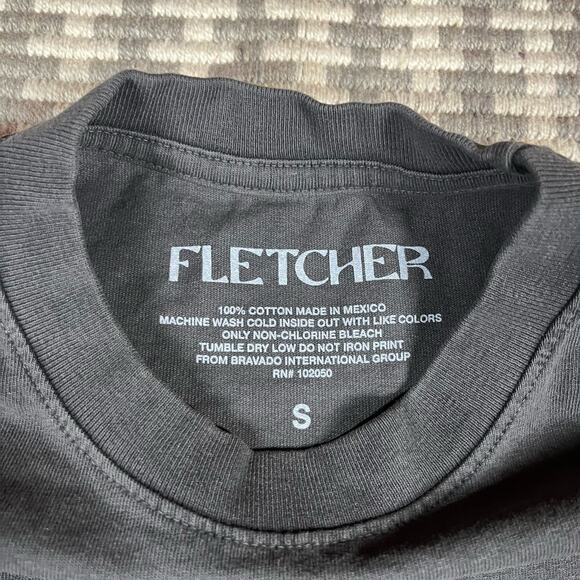 FLETCHER
100% COTTON MADE IN MEXICO
MACHINE WASH COLD INSIDE OUT WITH LIKE COLORS
ONLY NON-CHLORINE BLEACH
TUMBLE DRY LOW DO NOT IRON PRINT
FROM BRAVADO INTERNATIONAL GROUP
RN# 102050
S